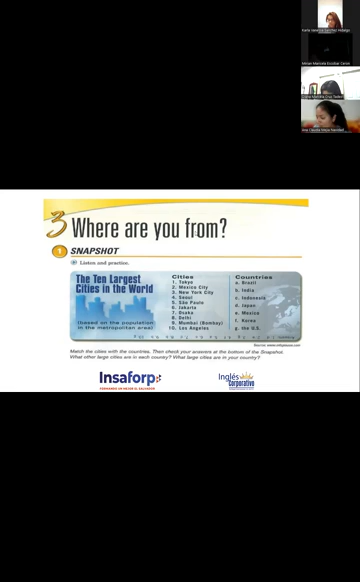 3 Where are you from?
1 SNAPSHOT
Listen and practice.
The Ten Largest
Cities in the World
(based on the population
in the metropolitan area)
Cities
1. Tokyo
2. Mexico City
3. New York City
4. Seoul
5. São Paulo
6. Jakarta
7. Osaka
8. Delhi
9. Mumbai (Bombay)
10. Los Angeles
Countries
a. Brazil
b. India
c. Indonesia
d. Japan
e. Mexico
f. Korea
g. the U.S.
Match the cities with the countries. Then check your answers at the bottom of the Snapshot.
What other large cities are in each country? What large cities are in your country?
Insaforp
Inglés
Corporativo